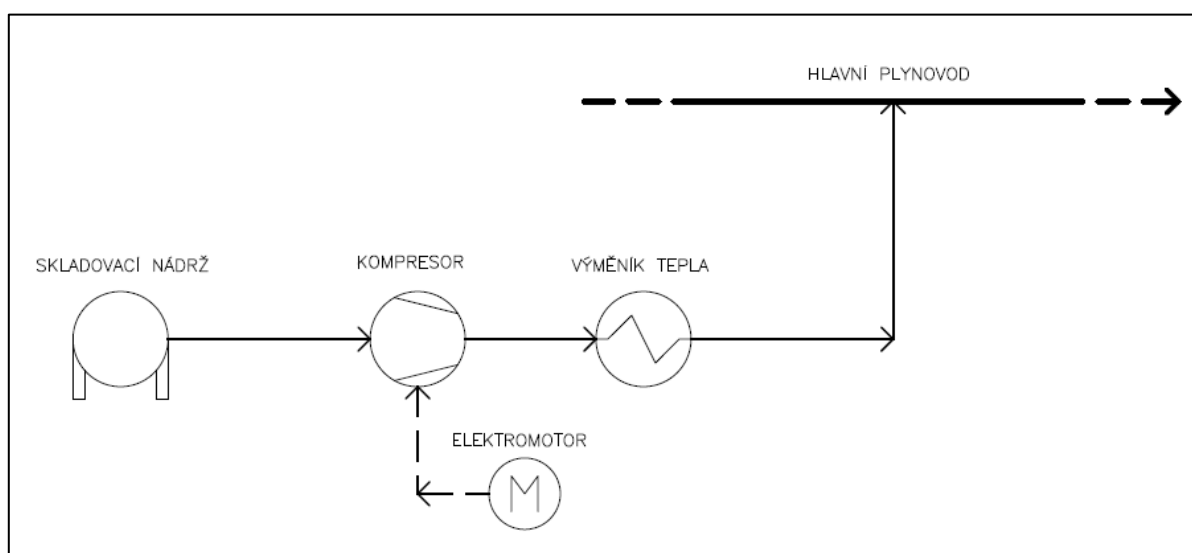 HLAVNÍ PLYNOVOD
SKLADOVACÍ NÁDRŽ
KOMPRESOR
VÝMĚNÍK TEPLA
ELEKTROMOTOR
M